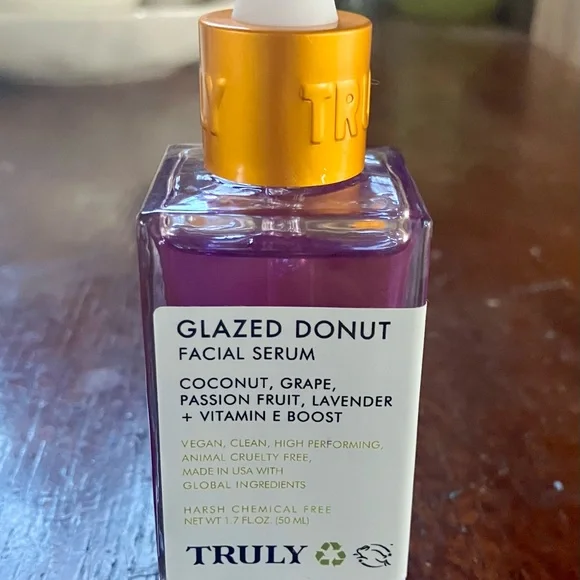 TRU
GLAZED DONUT
FACIAL SERUM
COCONUT, GRAPE,
PASSION FRUIT, LAVENDER
+ VITAMIN E BOOST
VEGAN, CLEAN, HIGH PERFORMING,
ANIMAL CRUELTY FREE,
MADE IN USA WITH
GLOBAL INGREDIENTS
HARSH CHEMICAL FREE
NET WT 1.7 FL.OZ. (50 ML)
TRULY